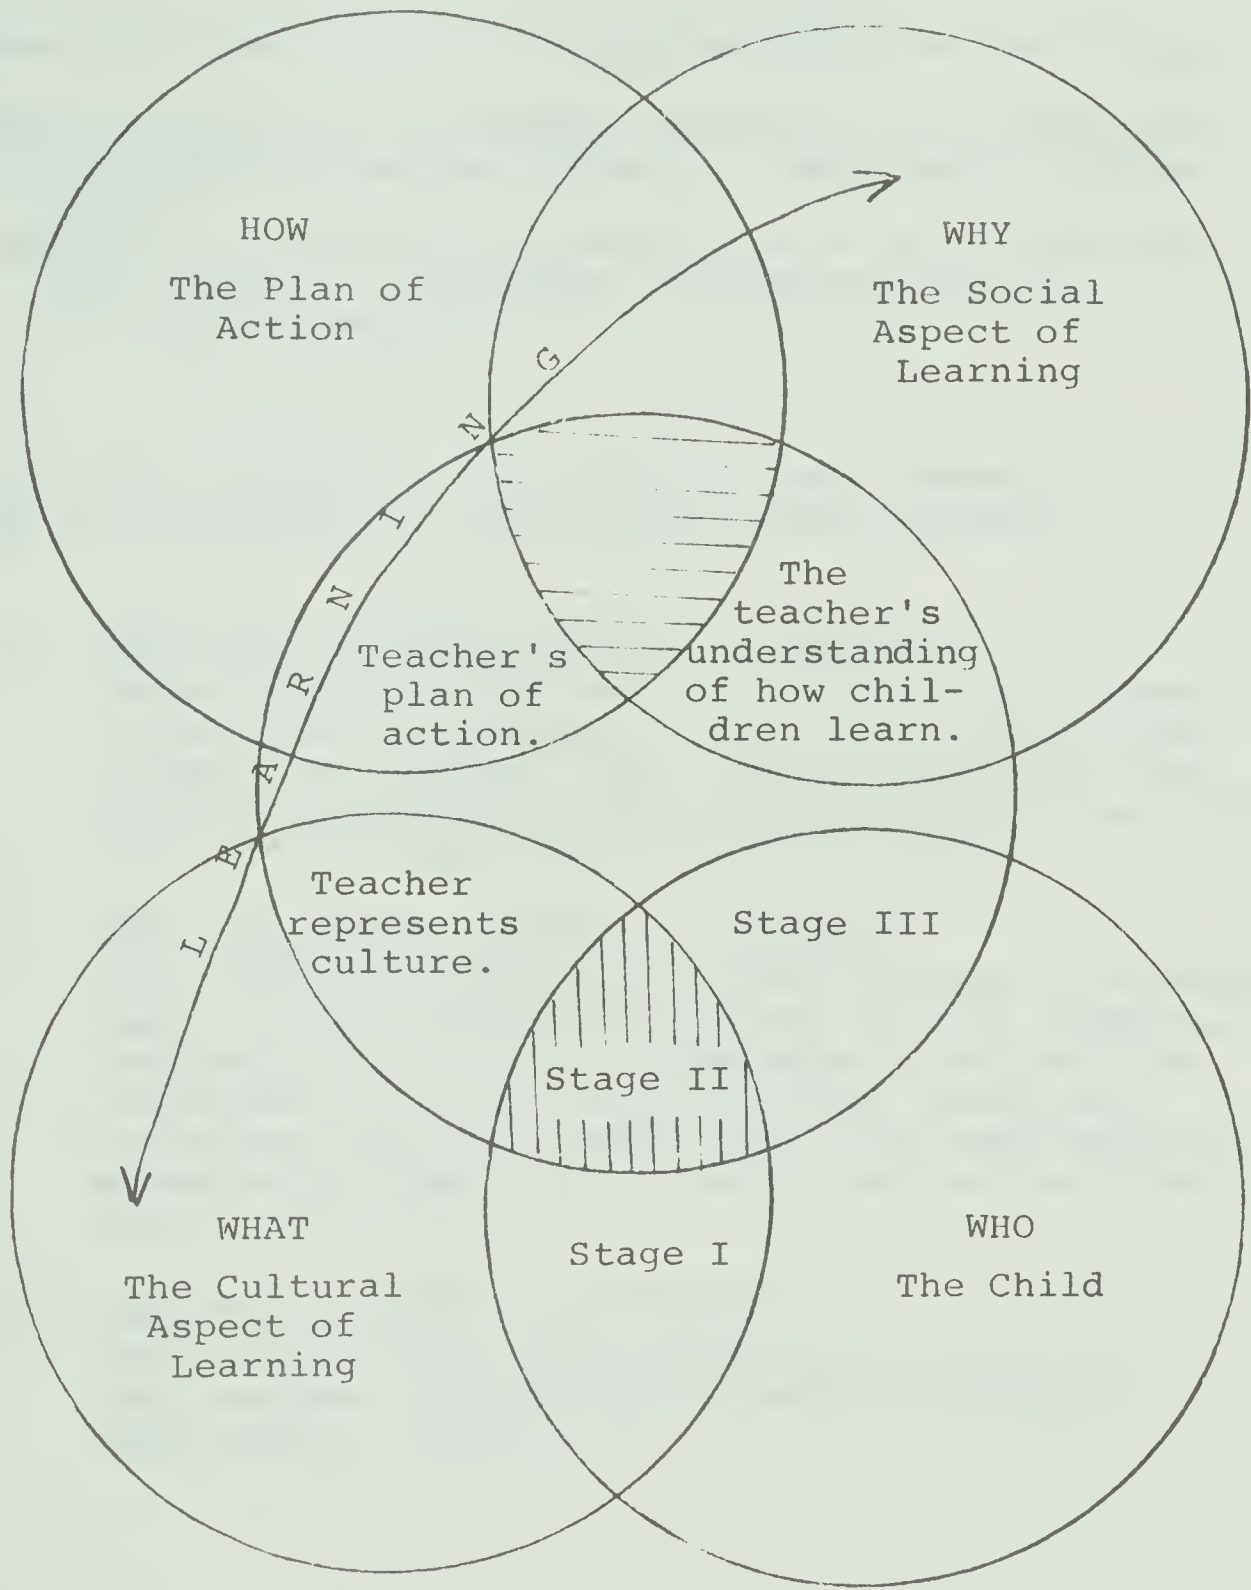 HOW
The Plan of
Action
WHY
The Social
Aspect of
Learning
LEARNING
The
teacher's
understanding
of how chil-
dren learn.
Teacher's
plan of
action.
Teacher
represents
culture.
Stage III
Stage II
Stage I
WHAT
The Cultural
Aspect of
Learning
WHO
The Child